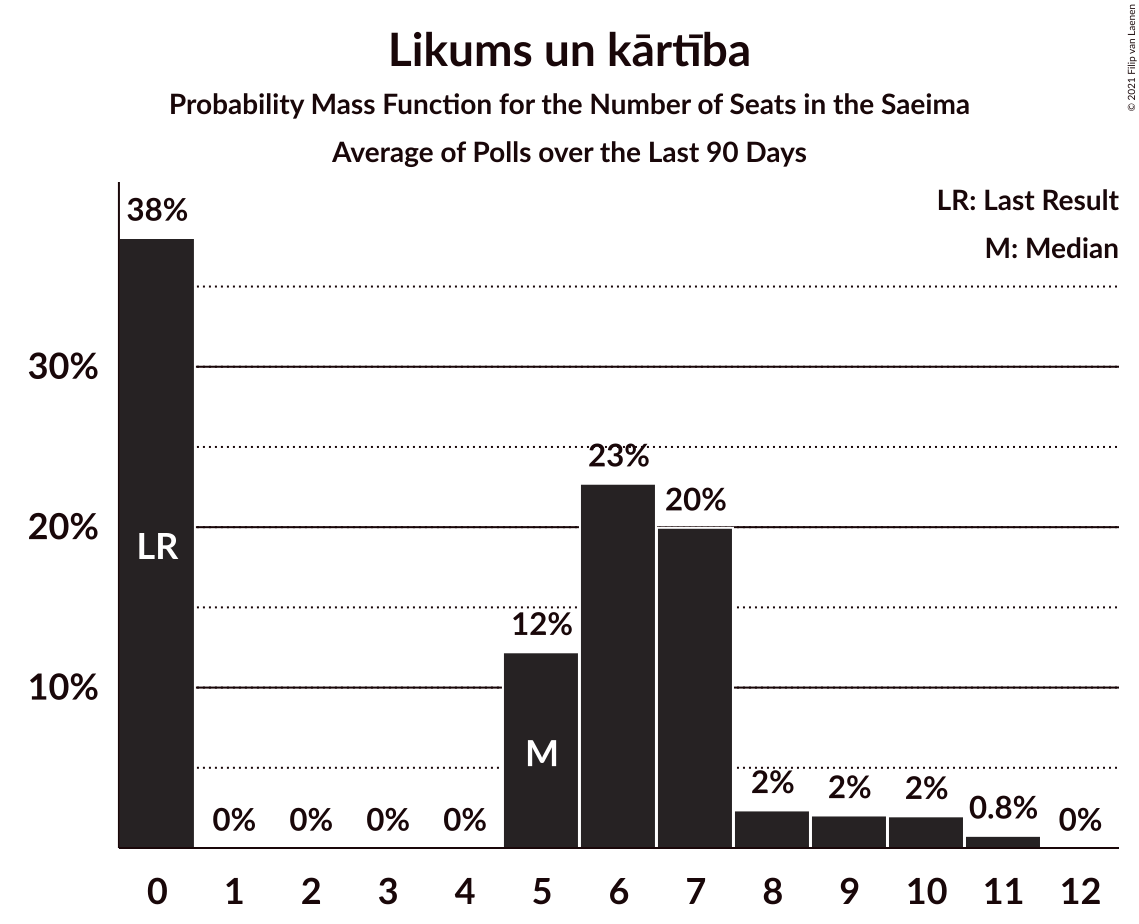 Likums un kārtība
Probability Mass Function for the Number of Seats in the Saeima
Average of Polls over the Last 90 Days
© 2021 Filip van Laenen
LR: Last Result
M: Median
38%
30%
23%
20%
20%
LR
12%
10%
M
0% 0% 0% 0% 2% 2% 2% 0.8% 0%
0 1 2 3 4 5 6 7 8 9 10 11 12